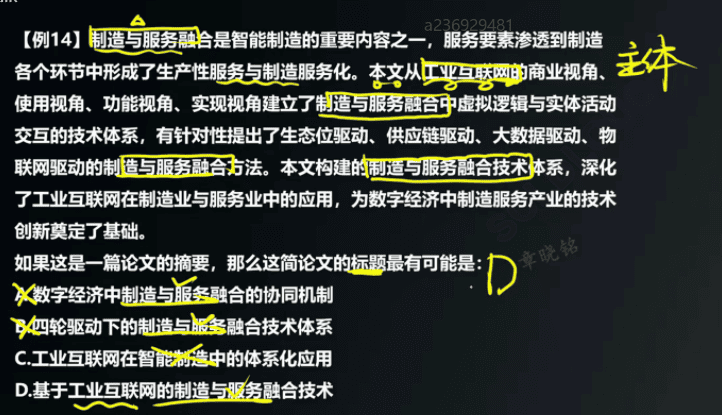 a236929481
【例14】制造与服务融合是智能制造的重要内容之一，服务要素渗透到制造
各个环节中形成了生产性服务与制造服务化。本文从工业互联网的商业视角、
主体
使用视角、功能视角、实现视角建立了制造与服务融合中虚拟逻辑与实体活动
交互的技术体系，有针对性提出了生态位驱动、供应链驱动、大数据驱动、物
联网驱动的制造与服务融合方法。本文构建的制造与服务融合技术体系，深化
了工业互联网在制造业与服务业中的应用，为数字经济中制造服务产业的技术
创新奠定了基础。
章晓铭
如果这是一篇论文的摘要，那么这简论文的标题最有可能是：D
A.数字经济中制造与服务融合的协同机制
B.四轮驱动下的制造与服务融合技术体系
C.工业互联网在智能制造中的体系化应用
D.基于工业互联网的制造与服务融合技术